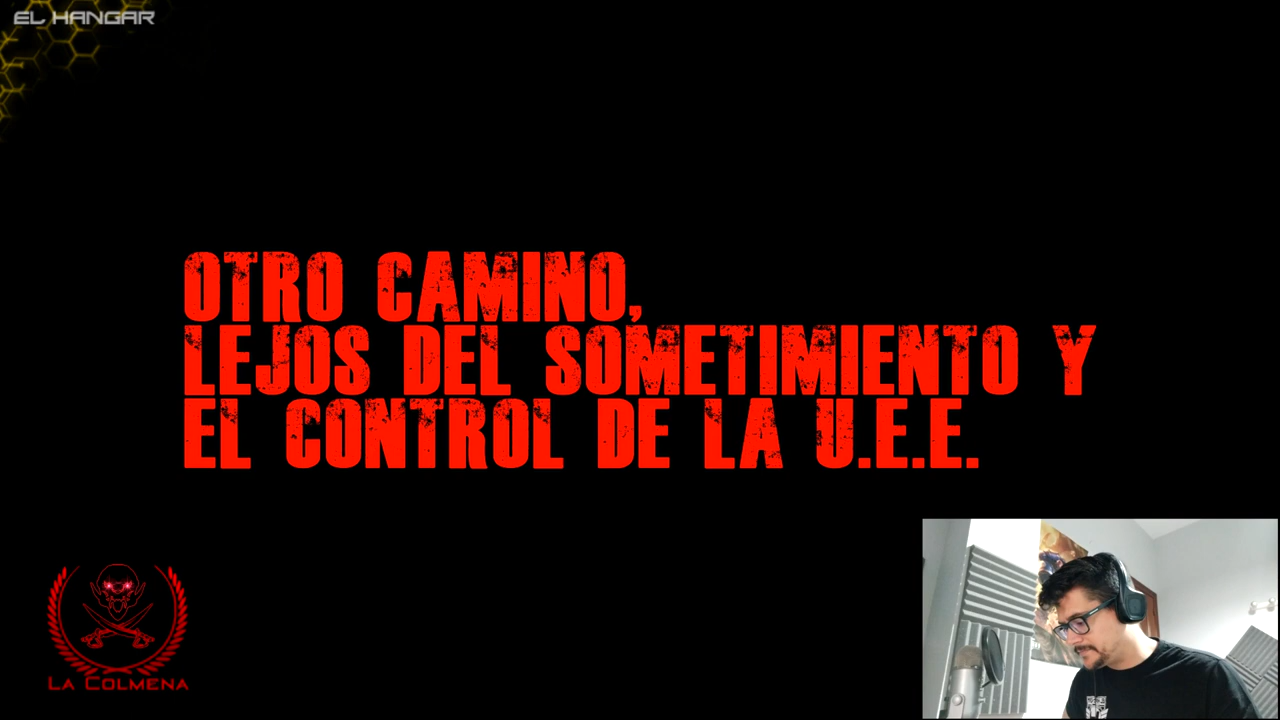 EL HANGAR
OTRO CAMINO,
LEJOS DEL SOMETIMIENTO Y
EL CONTROL DE LA U.E.E.
LA COLMENA